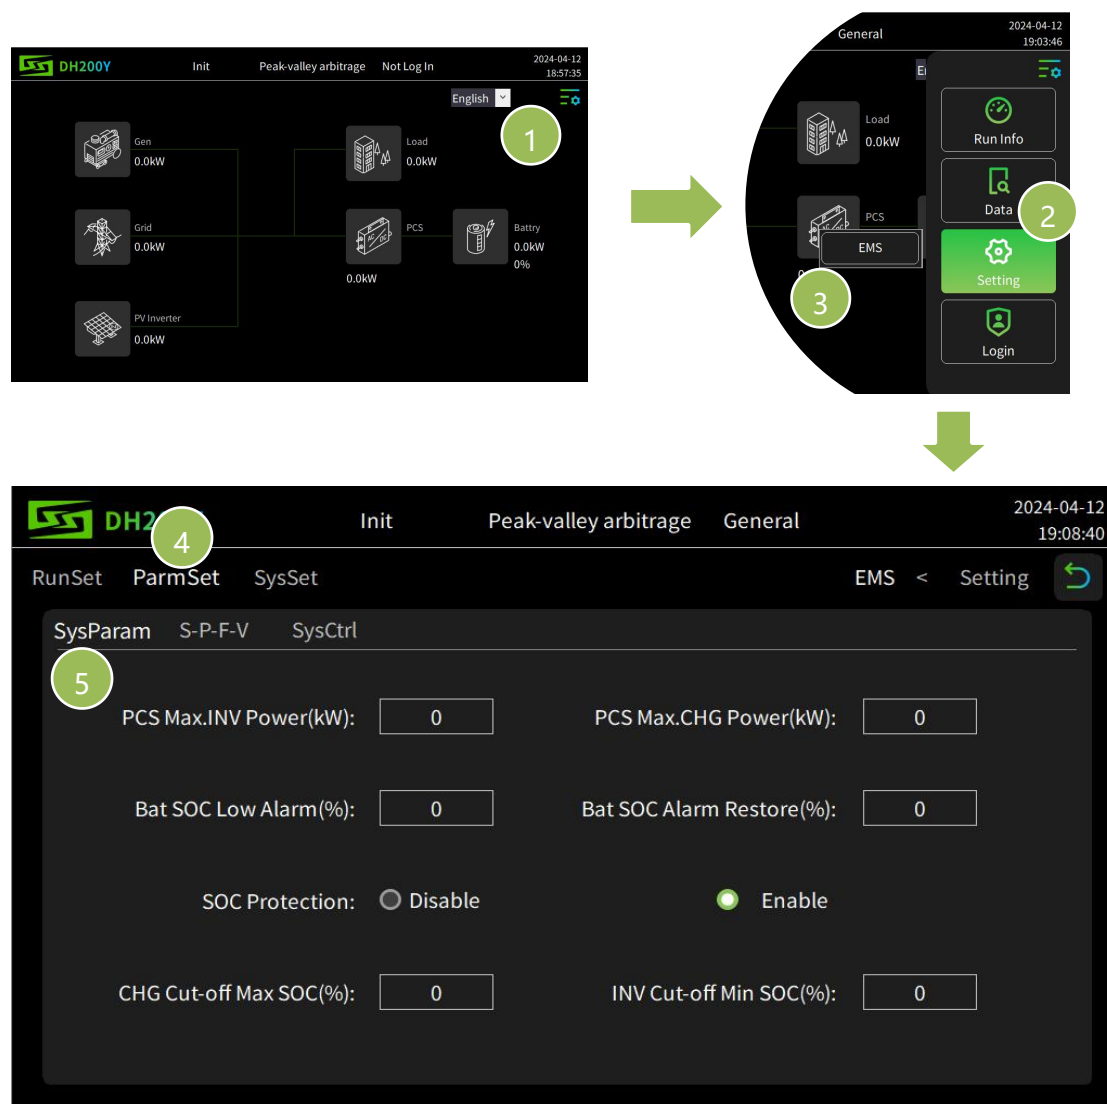 DH200Y Init Peak-valley arbitrage Not Log In 2024-04-12
18:57:35
English
1
Gen
0.0kW
Load
0.0kW
Grid
0.0kW
PCS
0.0kW
Battry
0.0kW
0%
PV Inverter
0.0kW
General 2024-04-12
19:03:46
Load
0.0kW
Run Info
Data
2
PCS
EMS
Setting
3
Login
DH2 Init Peak-valley arbitrage General 2024-04-12
19:08:40
4
RunSet ParmSet SysSet EMS < Setting
SysParam S-P-F-V SysCtrl
5
PCS Max.INV Power(kW): 0 PCS Max.CHG Power(kW): 0
Bat SOC Low Alarm(%): 0 Bat SOC Alarm Restore(%): 0
SOC Protection: Disable Enable
CHG Cut-off Max SOC(%): 0 INV Cut-off Min SOC(%): 0